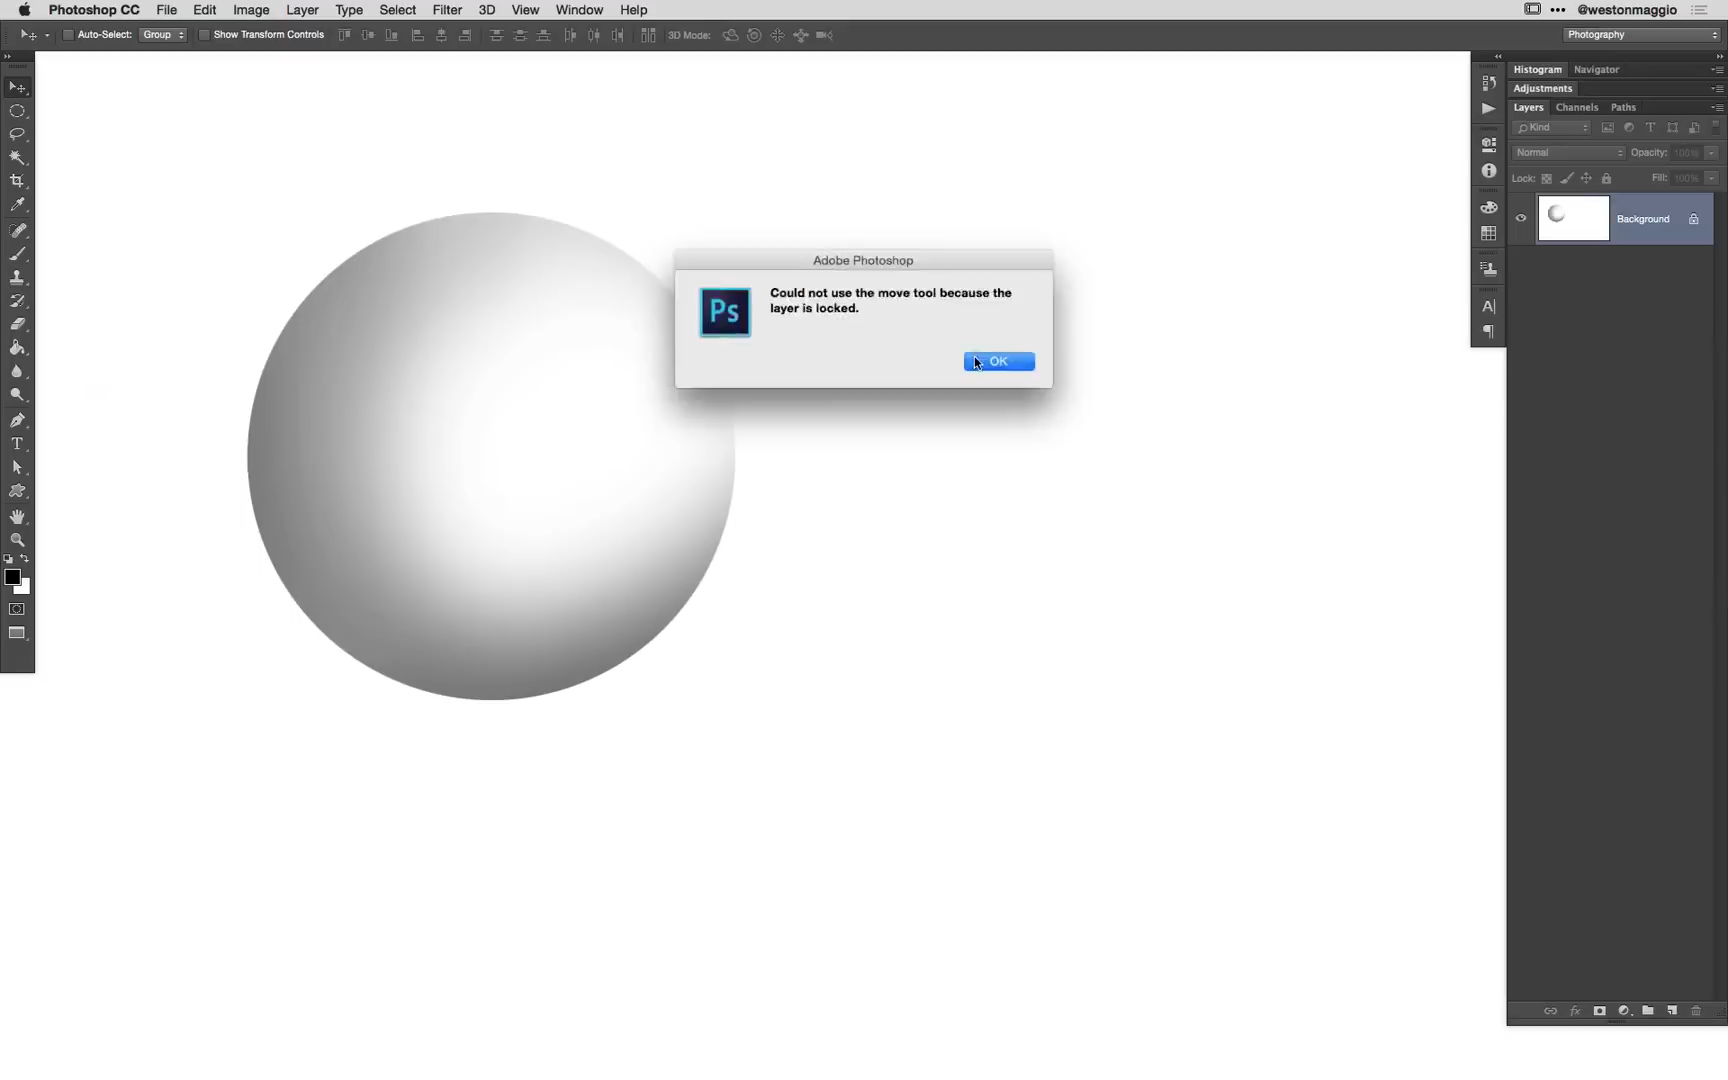 Photoshop CC File Edit Image Layer Type Select Filter 3D View Window Help @westonmaggio
Auto-Select: Group Show Transform Controls 3D Mode: Photography
Histogram Navigator
Adjustments
Layers Channels Paths
Kind T
Normal Opacity: 100%
Lock: Fill: 100%
Background
Adobe Photoshop
Ps
Could not use the move tool because the
layer is locked.
OK
A
T
fx